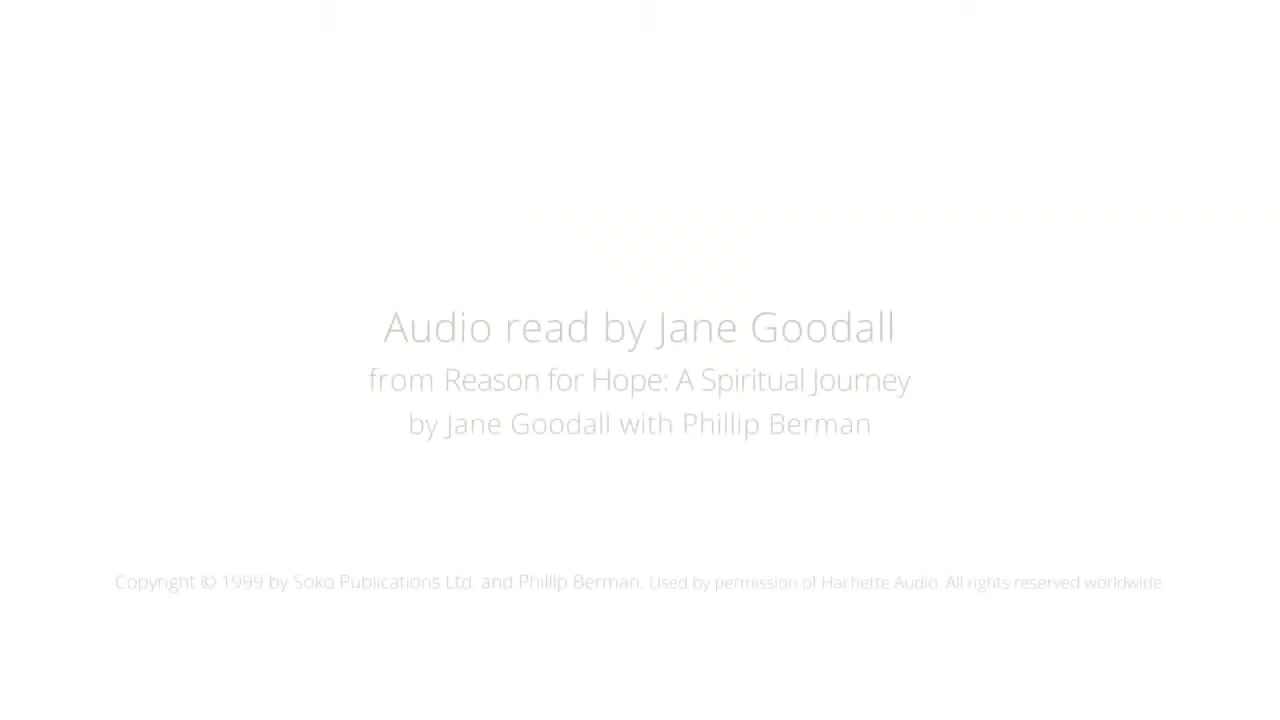 Audio read by Jane Goodall
from Reason for Hope: A Spiritual Journey
by Jane Goodall with Phillip Berman
Copyright © 1999 by Soko Publications Ltd. and Phillip Berman. Used by permission of Hachette Audio. All rights reserved worldwide